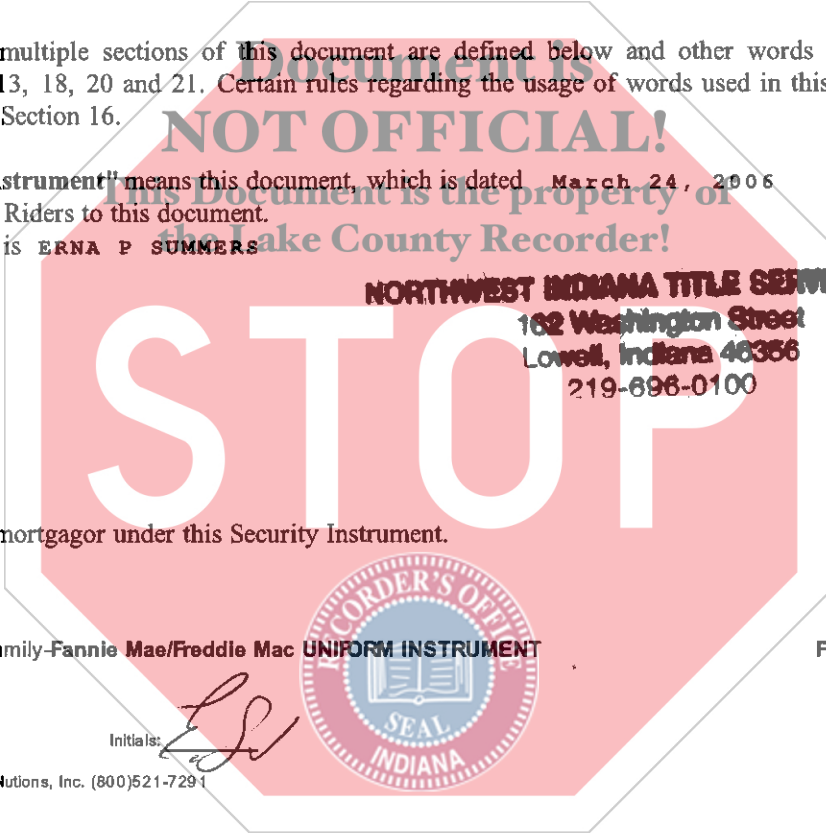 multiple sections of this document are defined below and other words
13, 18, 20 and 21. Certain rules regarding the usage of words used in this
Section 16.
Document is
NOT OFFICIAL!
This Document is the property of
the Lake County Recorder!
strument" means this document, which is dated March 24, 2006
Riders to this document.
is ERNA P SUMMERS
NORTHWEST INDIANA TITLE SERVI
162 Washington Street
Lowell, Indiana 46356
219-696-0100
STOP
mortgagor under this Security Instrument.
RECORDER'S OFFICE
SEAL
INDIANA
mily-Fannie Mae/Freddie Mac UNIFORM INSTRUMENT
F
Initials: ES
lutions, Inc. (800)521-7291